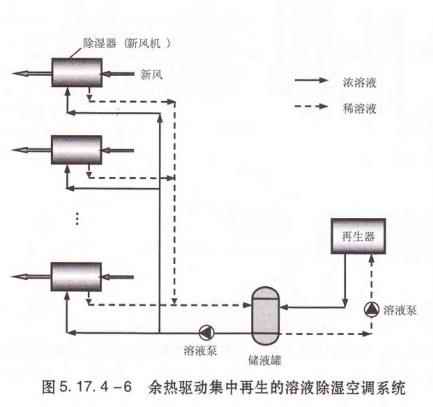 除湿器（新风机）
新风
浓溶液
稀溶液
再生器
溶液泵
溶液泵
储液罐
图5.17.4-6 余热驱动集中再生的溶液除湿空调系统